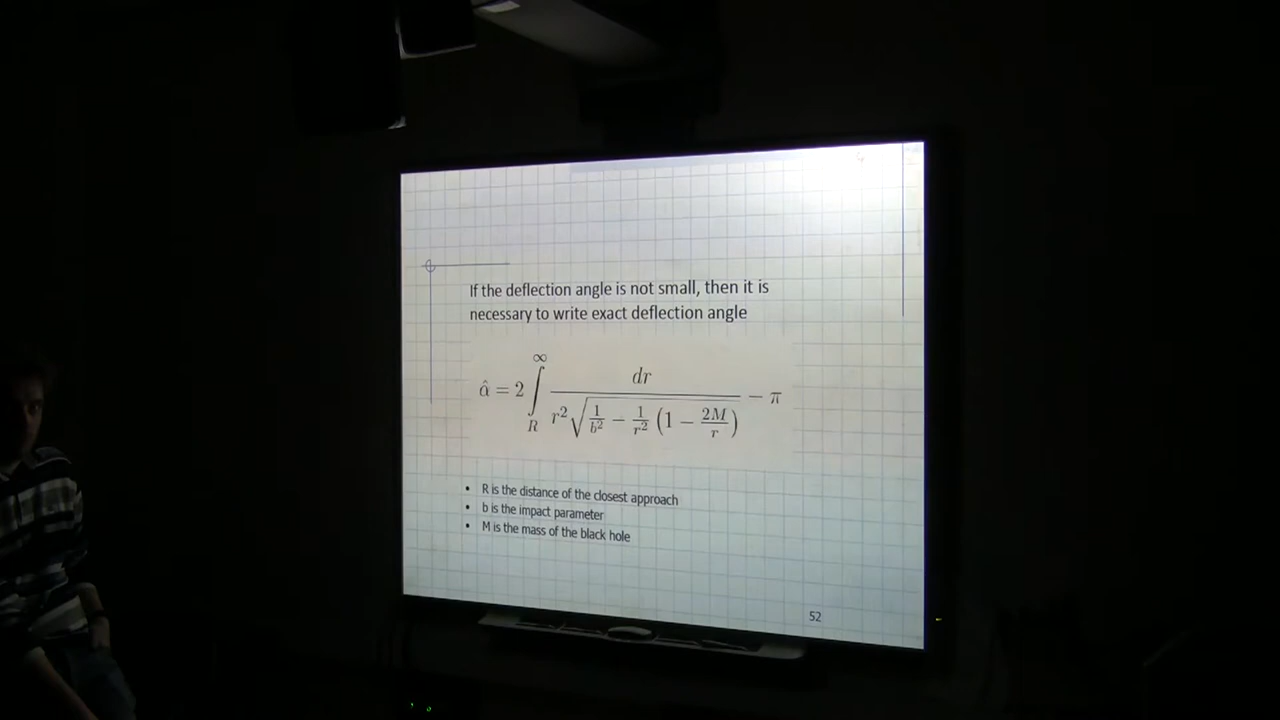 If the deflection angle is not small, then it is
necessary to write exact deflection angle
α̂ = 2 ∫_R^∞ dr / (r² √(1/b² − 1/r² (1 − 2M/r))) − π
• R is the distance of the closest approach
• b is the impact parameter
• M is the mass of the black hole
52